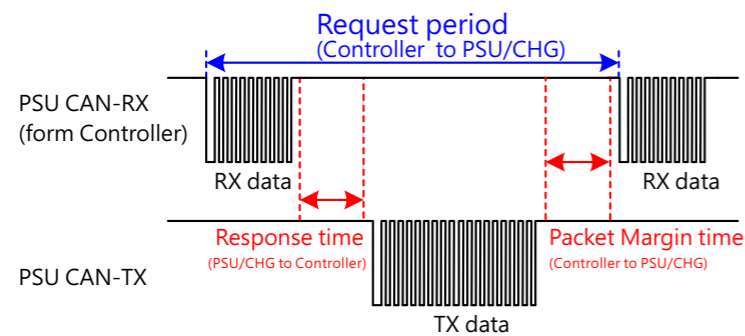 Request period
(Controller to PSU/CHG)
PSU CAN-RX
(form Controller)
RX data
RX data
Response time
(PSU/CHG to Controller)
Packet Margin time
(Controller to PSU/CHG)
PSU CAN-TX
TX data